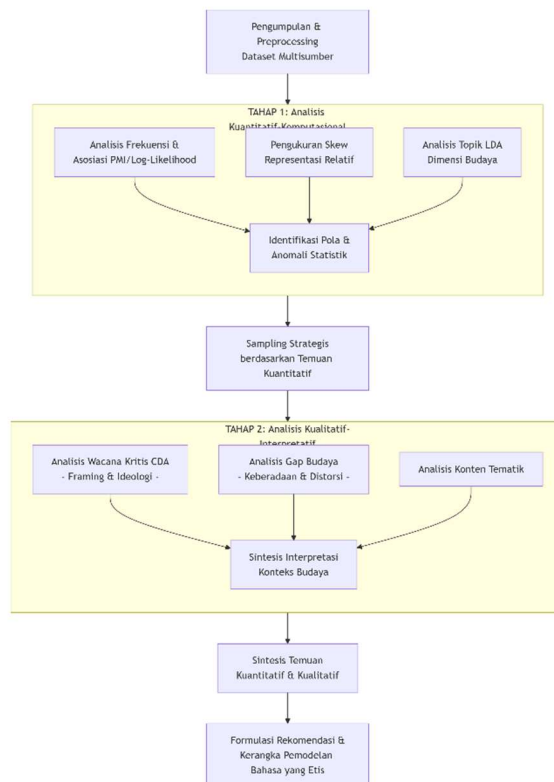 Pengumpulan &
Preprocessing
Dataset Multisumber
TAHAP 1: Analisis
Kuantitatif-Komputasional
Analisis Frekuensi &
Asosiasi PMI/Log-Likelihood
Pengukuran Skew
Representasi Relatif
Analisis Topik LDA
Dimensi Budaya
Identifikasi Pola &
Anomali Statistik
Sampling Strategis
berdasarkan Temuan
Kuantitatif
TAHAP 2: Analisis Kualitatif-
Interpretatif
Analisis Wacana Kritis CDA
- Framing & Ideologi -
Analisis Gap Budaya
- Keberadaan & Distorsi -
Analisis Konten Tematik
Sintesis Interpretasi
Konteks Budaya
Sintesis Temuan
Kuantitatif & Kualitatif
Formulasi Rekomendasi &
Kerangka Pemodelan
Bahasa yang Etis